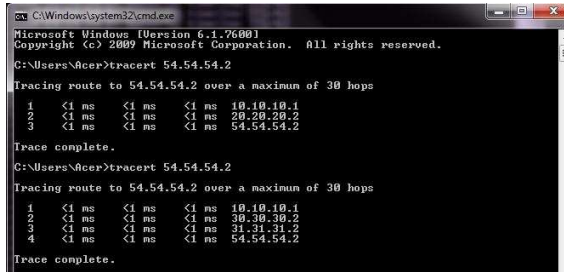 C:\Windows\system32\cmd.exe
Microsoft Windows [Version 6.1.7600]
Copyright (c) 2009 Microsoft Corporation.  All rights reserved.
C:\Users\Acer>tracert 54.54.54.2
Tracing route to 54.54.54.2 over a maximum of 30 hops
1 <1 ms <1 ms <1 ms 10.10.10.1
2 <1 ms <1 ms <1 ms 20.20.20.2
3 <1 ms <1 ms <1 ms 54.54.54.2
Trace complete.
C:\Users\Acer>tracert 54.54.54.2
Tracing route to 54.54.54.2 over a maximum of 30 hops
1 <1 ms <1 ms <1 ms 10.10.10.1
2 <1 ms <1 ms <1 ms 30.30.30.2
3 <1 ms <1 ms <1 ms 31.31.31.2
4 <1 ms <1 ms <1 ms 54.54.54.2
Trace complete.